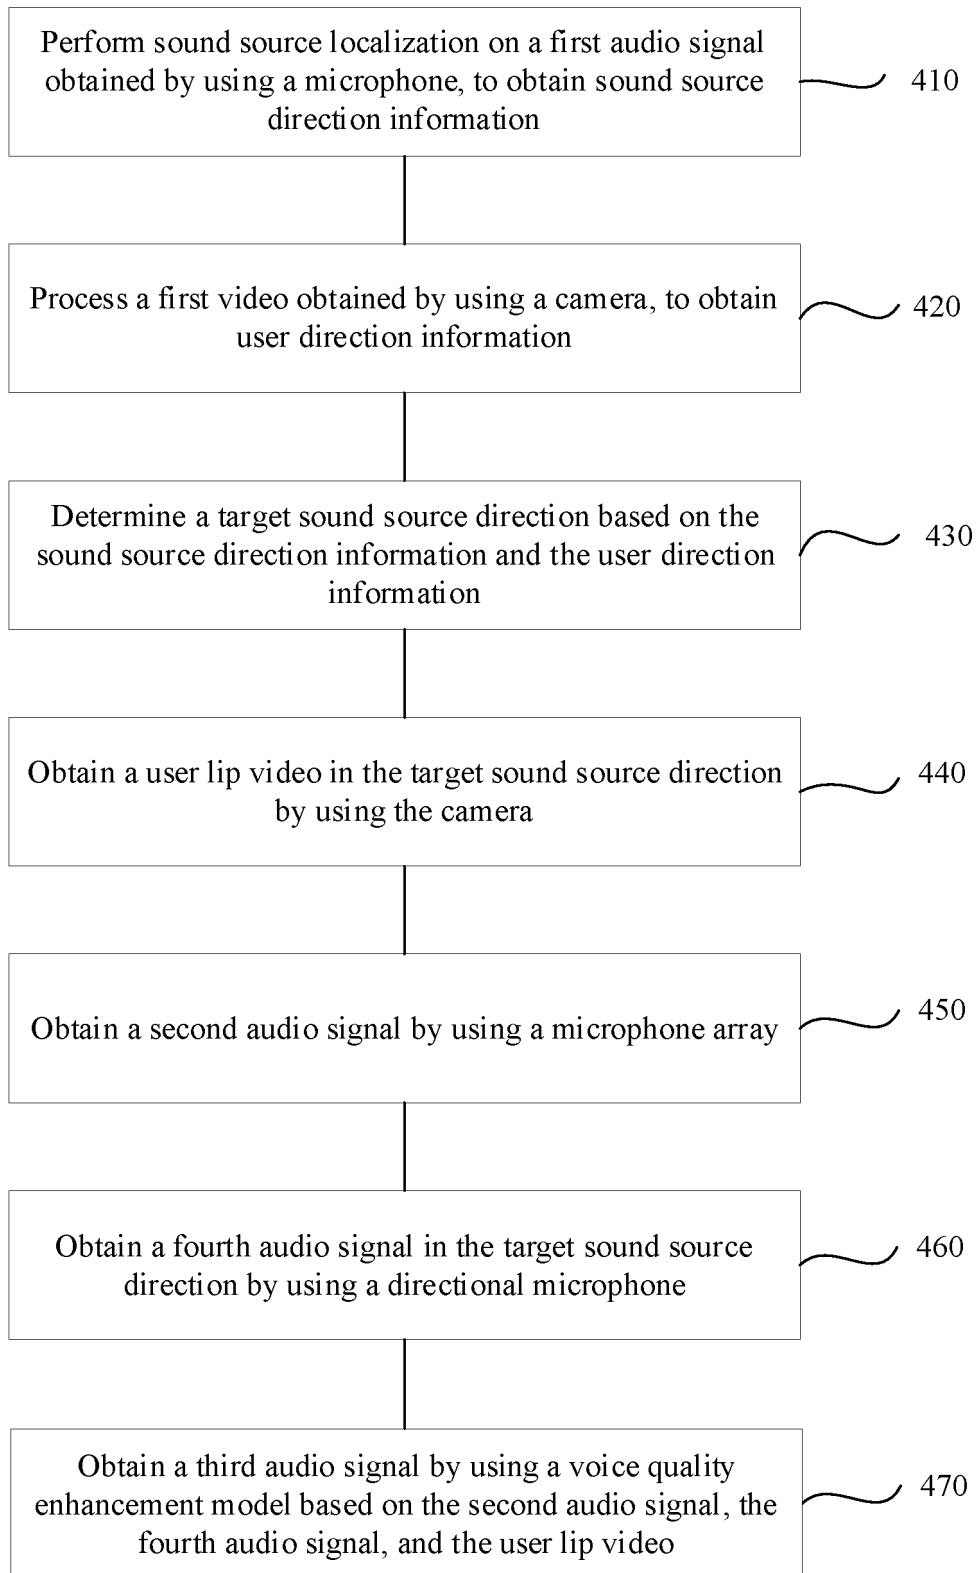 Perform sound source localization on a first audio signal
obtained by using a microphone, to obtain sound source
direction information
410
Process a first video obtained by using a camera, to obtain
user direction information
420
Determine a target sound source direction based on the
sound source direction information and the user direction
information
430
Obtain a user lip video in the target sound source direction
by using the camera
440
Obtain a second audio signal by using a microphone array
450
Obtain a fourth audio signal in the target sound source
direction by using a directional microphone
460
Obtain a third audio signal by using a voice quality
enhancement model based on the second audio signal, the
fourth audio signal, and the user lip video
470